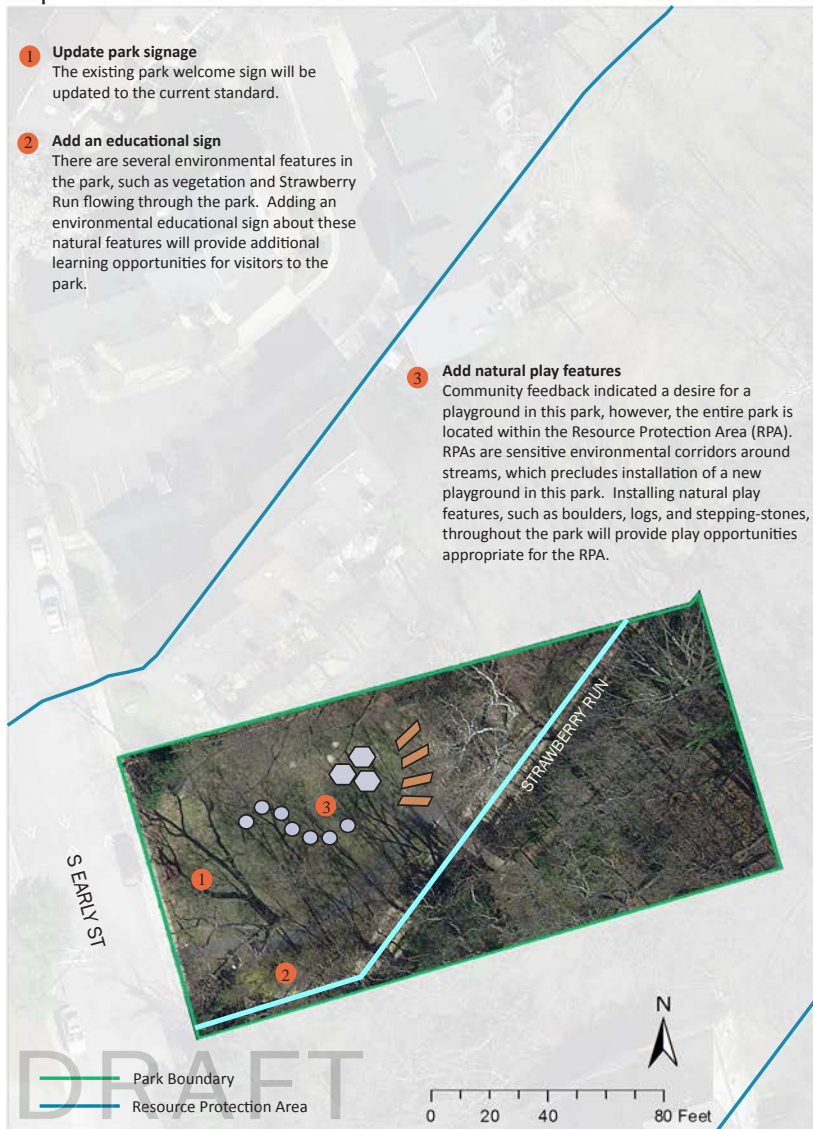 1 Update park signage
The existing park welcome sign will be
updated to the current standard.
2 Add an educational sign
There are several environmental features in
the park, such as vegetation and Strawberry
Run flowing through the park. Adding an
environmental educational sign about these
natural features will provide additional
learning opportunities for visitors to the
park.
3 Add natural play features
Community feedback indicated a desire for a
playground in this park, however, the entire park is
located within the Resource Protection Area (RPA).
RPAs are sensitive environmental corridors around
streams, which precludes installation of a new
playground in this park. Installing natural play
features, such as boulders, logs, and stepping-stones,
throughout the park will provide play opportunities
appropriate for the RPA.
STRAWBERRY RUN
3
1
S EARLY ST
2
N
DRAFT
Park Boundary
Resource Protection Area
0 20 40 80 Feet